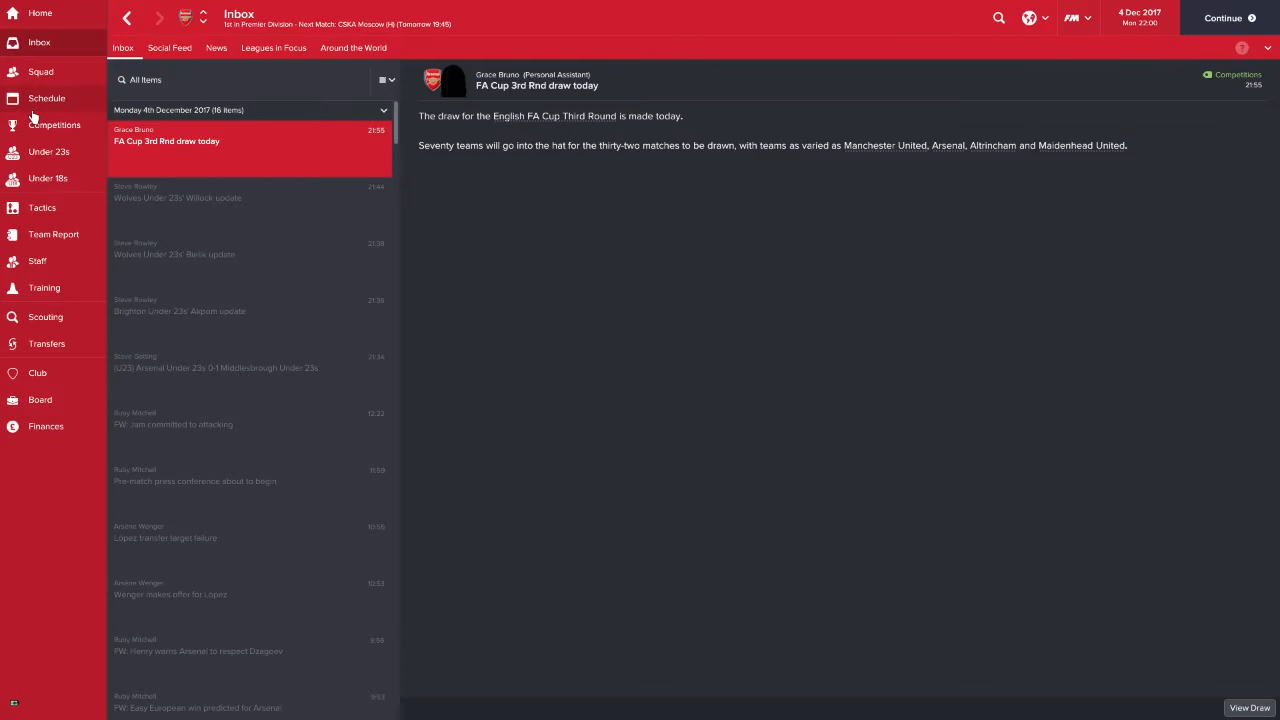 Home
Inbox
Squad
Schedule
Competitions
Under 23s
Under 18s
Tactics
Team Report
Staff
Training
Scouting
Transfers
Club
Board
Finances
Inbox
1st in Premier Division - Next Match: CSKA Moscow (H) (Tomorrow 19:45)
FM
4 Dec 2017
Mon 22:00
Continue
Inbox Social Feed News Leagues in Focus Around the World
?
All Items
Monday 4th December 2017 (16 items)
Grace Bruno 21:55
FA Cup 3rd Rnd draw today
Steve Rowley 21:44
Wolves Under 23s' Willock update
Steve Rowley 21:38
Wolves Under 23s' Bielik update
Steve Rowley 21:36
Brighton Under 23s' Akpom update
Steve Gatting 21:34
(U23) Arsenal Under 23s 0-1 Middlesbrough Under 23s
Ruby Mitchell 12:22
FW: Jam committed to attacking
Ruby Mitchell 11:59
Pre-match press conference about to begin
Arsène Wenger 10:55
López transfer target failure
Arsène Wenger 10:53
Wenger makes offer for López
Ruby Mitchell 9:56
FW: Henry warns Arsenal to respect Dzagoev
Ruby Mitchell 9:53
FW: Easy European win predicted for Arsenal
Grace Bruno (Personal Assistant)
FA Cup 3rd Rnd draw today
Competitions
21:55
The draw for the English FA Cup Third Round is made today.
Seventy teams will go into the hat for the thirty-two matches to be drawn, with teams as varied as Manchester United, Arsenal, Altrincham and Maidenhead United.
View Draw